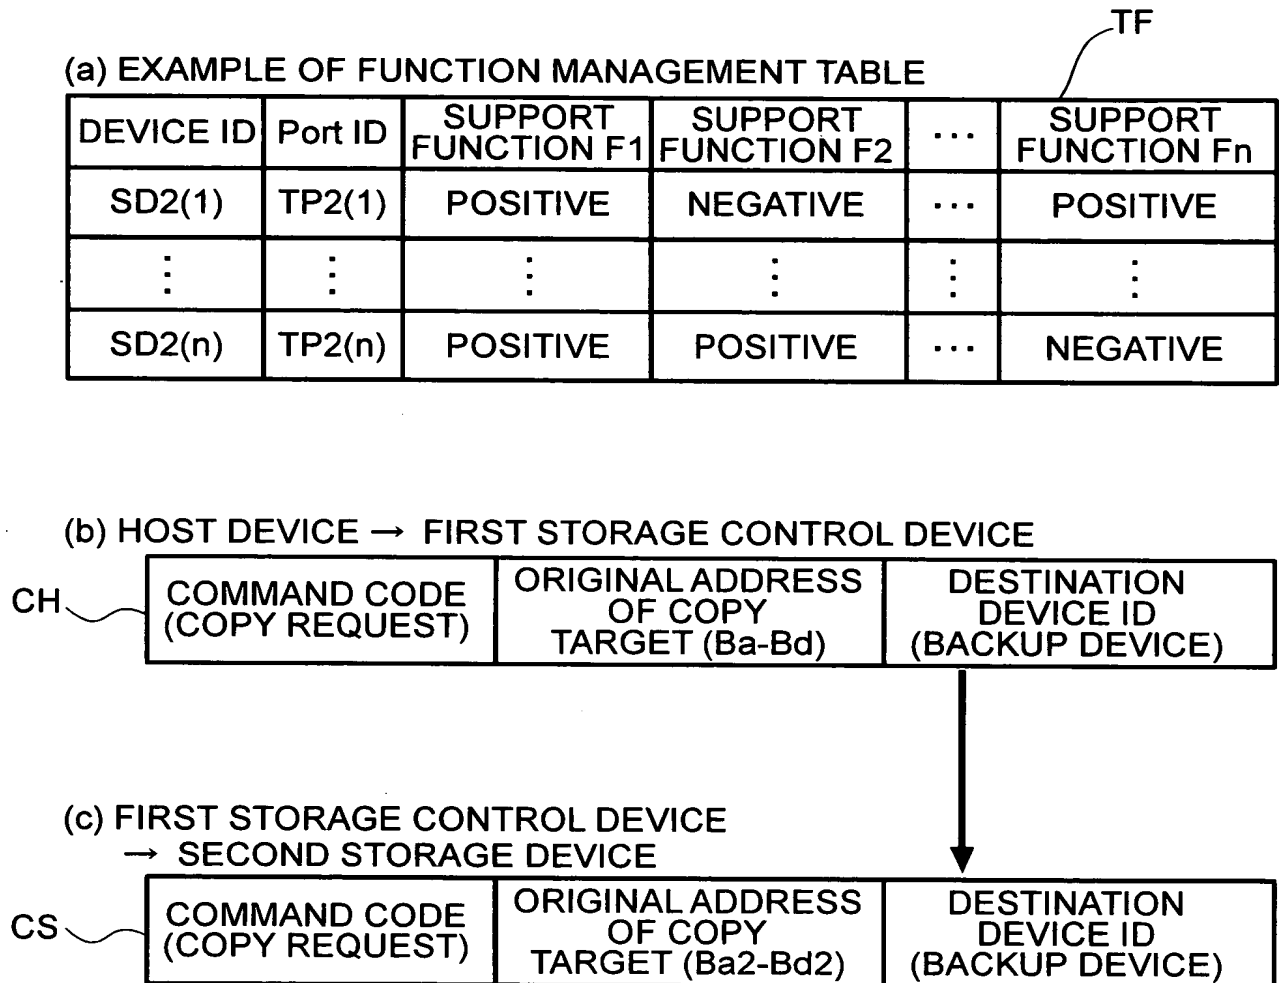 TF
(a) EXAMPLE OF FUNCTION MANAGEMENT TABLE
DEVICE ID Port ID SUPPORT FUNCTION F1 SUPPORT FUNCTION F2 ... SUPPORT FUNCTION Fn
SD2(1) TP2(1) POSITIVE NEGATIVE ... POSITIVE
⋮ ⋮ ⋮ ⋮ ⋮ ⋮
SD2(n) TP2(n) POSITIVE POSITIVE ... NEGATIVE
(b) HOST DEVICE → FIRST STORAGE CONTROL DEVICE
CH
COMMAND CODE
(COPY REQUEST)
ORIGINAL ADDRESS
OF COPY
TARGET (Ba-Bd)
DESTINATION
DEVICE ID
(BACKUP DEVICE)
(c) FIRST STORAGE CONTROL DEVICE
→ SECOND STORAGE DEVICE
CS
COMMAND CODE
(COPY REQUEST)
ORIGINAL ADDRESS
OF COPY
TARGET (Ba2-Bd2)
DESTINATION
DEVICE ID
(BACKUP DEVICE)